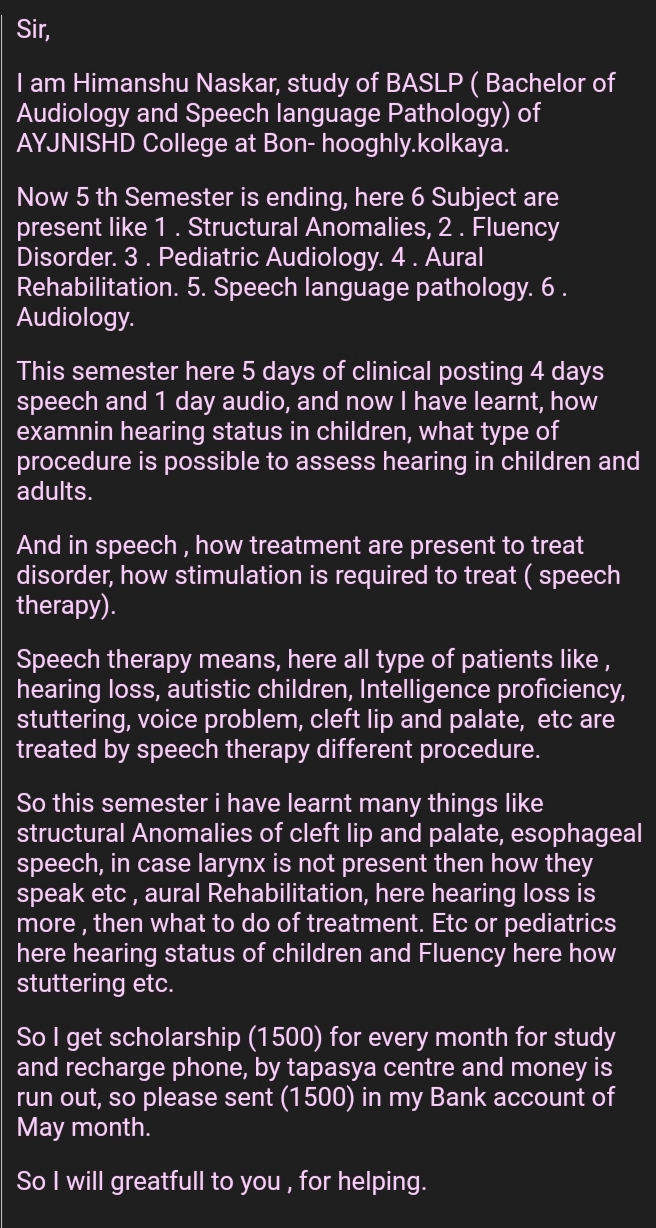 Sir,
I am Himanshu Naskar, study of BASLP ( Bachelor of
Audiology and Speech language Pathology) of
AYJNISHD College at Bon- hooghly.kolkaya.
Now 5 th Semester is ending, here 6 Subject are
present like 1 . Structural Anomalies, 2 . Fluency
Disorder. 3 . Pediatric Audiology. 4 . Aural
Rehabilitation. 5. Speech language pathology. 6 .
Audiology.
This semester here 5 days of clinical posting 4 days
speech and 1 day audio, and now I have learnt, how
examnin hearing status in children, what type of
procedure is possible to assess hearing in children and
adults.
And in speech , how treatment are present to treat
disorder, how stimulation is required to treat ( speech
therapy).
Speech therapy means, here all type of patients like ,
hearing loss, autistic children, Intelligence proficiency,
stuttering, voice problem, cleft lip and palate,  etc are
treated by speech therapy different procedure.
So this semester i have learnt many things like
structural Anomalies of cleft lip and palate, esophageal
speech, in case larynx is not present then how they
speak etc , aural Rehabilitation, here hearing loss is
more , then what to do of treatment. Etc or pediatrics
here hearing status of children and Fluency here how
stuttering etc.
So I get scholarship (1500) for every month for study
and recharge phone, by tapasya centre and money is
run out, so please sent (1500) in my Bank account of
May month.
So I will greatfull to you , for helping.